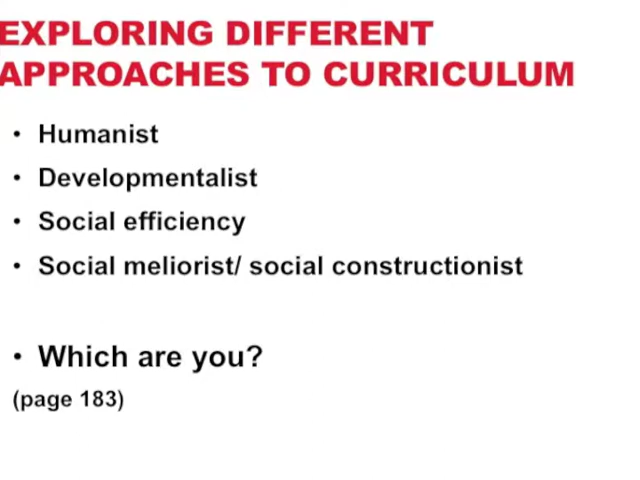 EXPLORING DIFFERENT
APPROACHES TO CURRICULUM
• Humanist
• Developmentalist
• Social efficiency
• Social meliorist/ social constructionist
• Which are you?
(page 183)